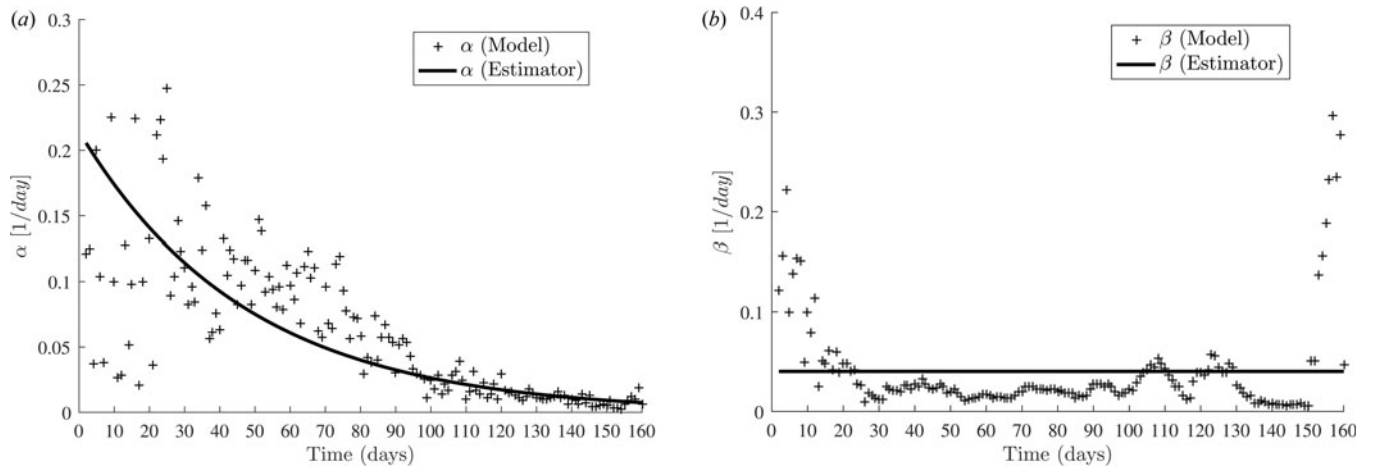 (a)
0.3
0.25
0.2
0.15
0.1
0.05
0
α [1/day]
α (Model)
α (Estimator)
0 10 20 30 40 50 60 70 80 90 100 110 120 130 140 150 160
Time (days)
(b)
0.4
0.3
0.4
0.1
0
β [1/day]
β (Model)
β (Estimator)
0 10 20 30 40 50 60 70 80 90 100 110 120 130 140 150 160
Time (days)